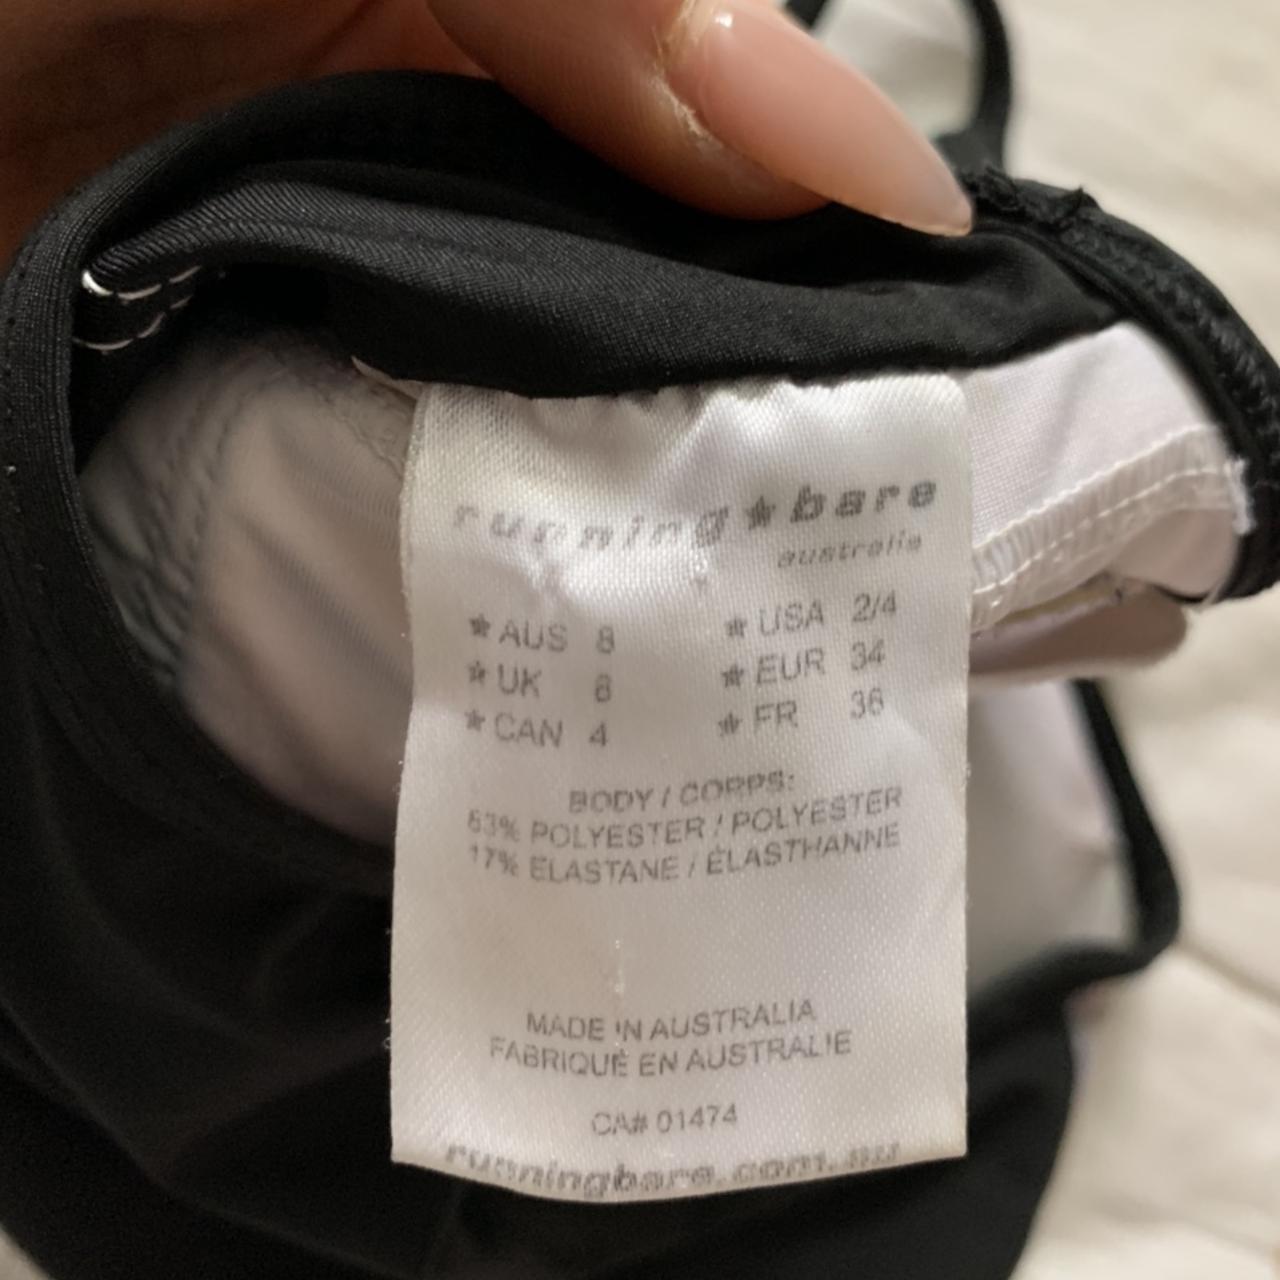 running★bare
australia
★ AUS 8 ★ USA 2/4
★ UK 8 ★ EUR 34
★ CAN 4 ★ FR 36
BODY / CORPS:
83% POLYESTER / POLYESTER
17% ELASTANE / ÉLASTHANNE
MADE IN AUSTRALIA
FABRIQUÉ EN AUSTRALIE
CA# 01474
runningbare.com.au